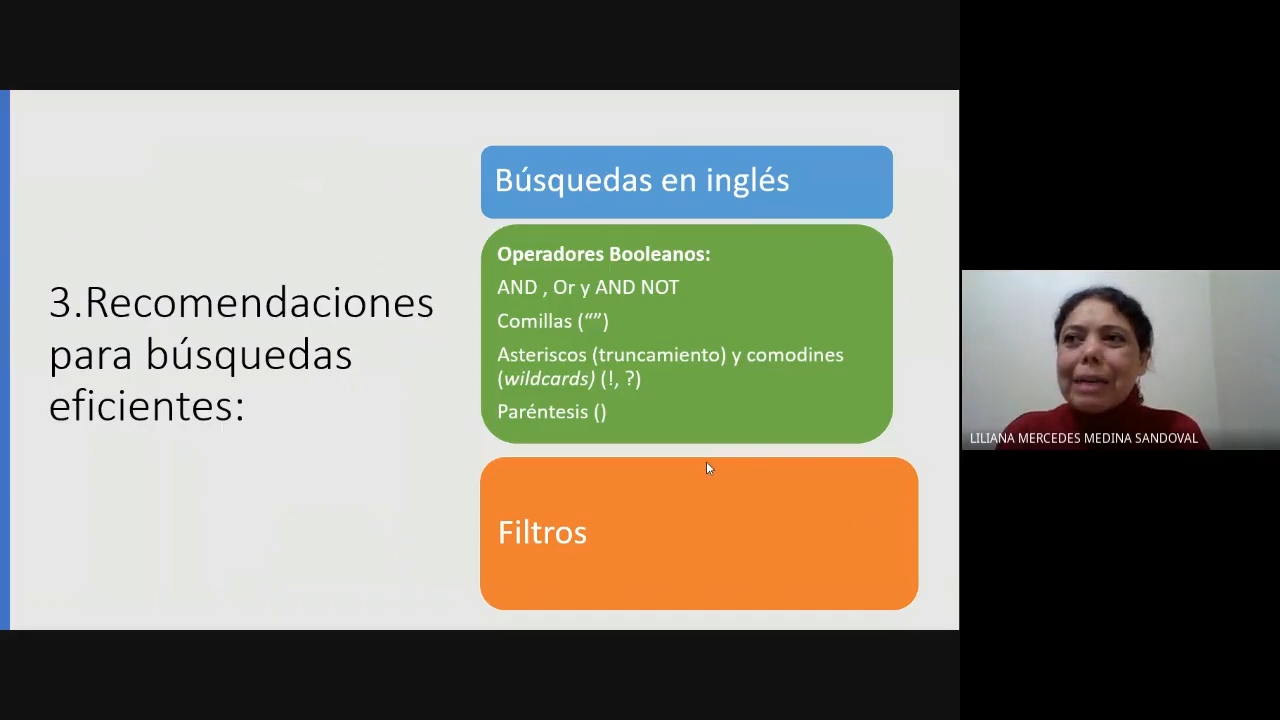 3.Recomendaciones
para búsquedas
eficientes:
Búsquedas en inglés
Operadores Booleanos:
AND , Or y AND NOT
Comillas (“”)
Asteriscos (truncamiento) y comodines
(wildcards) (!, ?)
Paréntesis ()
Filtros
LILIANA MERCEDES MEDINA SANDOVAL